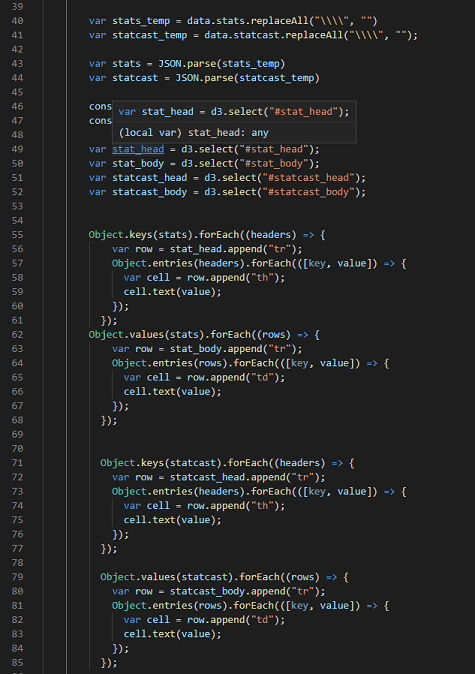 39
40 var stats_temp = data.stats.replaceAll("\\\\", "")
41 var statcast_temp = data.statcast.replaceAll("\\\\", "");
42
43 var stats = JSON.parse(stats_temp)
44 var statcast = JSON.parse(statcast_temp)
45
46 cons
var stat_head = d3.select("#stat_head");
47 cons
(local var) stat_head: any
48
49 var stat_head = d3.select("#stat_head");
50 var stat_body = d3.select("#stat_body");
51 var statcast_head = d3.select("#statcast_head");
52 var statcast_body = d3.select("#statcast_body");
53
54
55 Object.keys(stats).forEach((headers) => {
56 var row = stat_head.append("tr");
57 Object.entries(headers).forEach(([key, value]) => {
58 var cell = row.append("th");
59 cell.text(value);
60 });
61 });
62 Object.values(stats).forEach((rows) => {
63 var row = stat_body.append("tr");
64 Object.entries(rows).forEach(([key, value]) => {
65 var cell = row.append("td");
66 cell.text(value);
67 });
68 });
69
70
71 Object.keys(statcast).forEach((headers) => {
72 var row = statcast_head.append("tr");
73 Object.entries(headers).forEach(([key, value]) => {
74 var cell = row.append("th");
75 cell.text(value);
76 });
77 });
78
79 Object.values(statcast).forEach((rows) => {
80 var row = statcast_body.append("tr");
81 Object.entries(rows).forEach(([key, value]) => {
82 var cell = row.append("td");
83 cell.text(value);
84 });
85 });